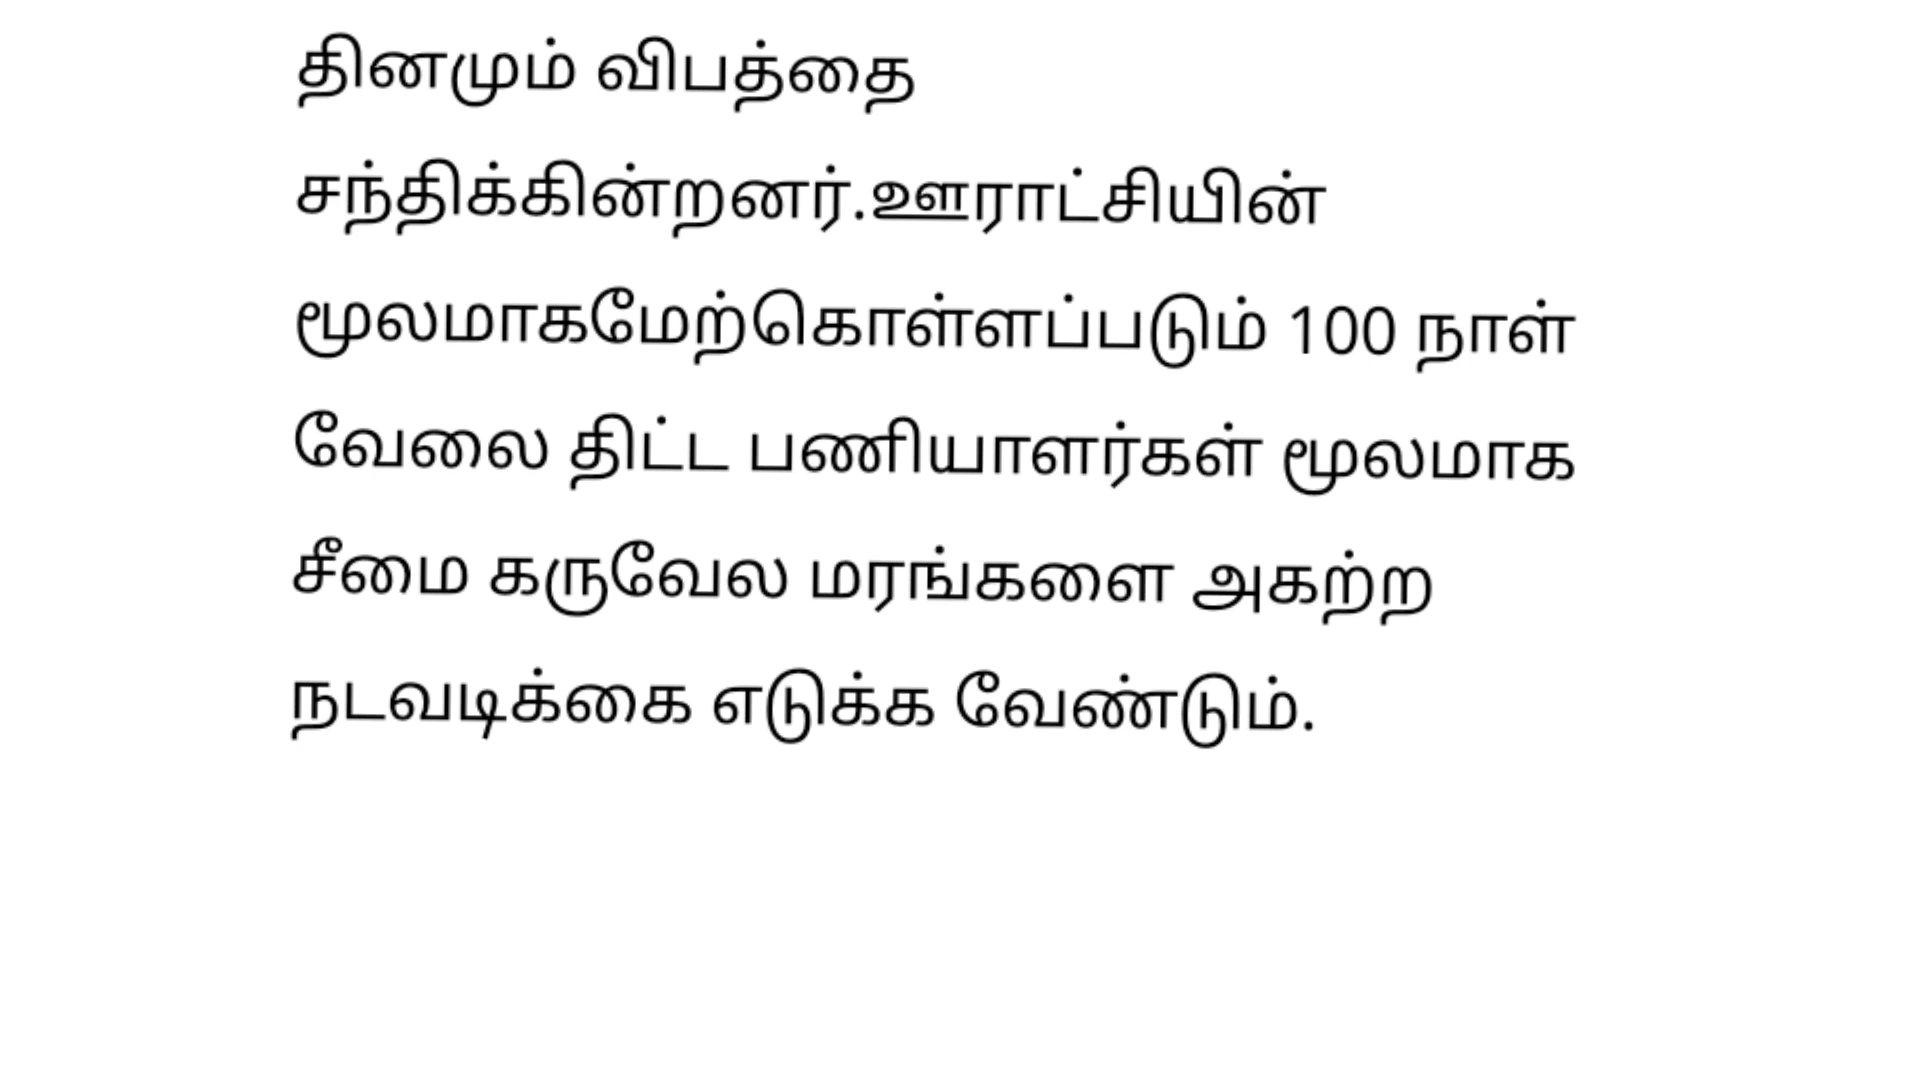 தினமும் விபத்தை
சந்திக்கின்றனர்.ஊராட்சியின்
மூலமாகமேற்கொள்ளப்படும் 100 நாள்
வேலை திட்ட பணியாளர்கள் மூலமாக
சீமை கருவேல மரங்களை அகற்ற
நடவடிக்கை எடுக்க வேண்டும்.